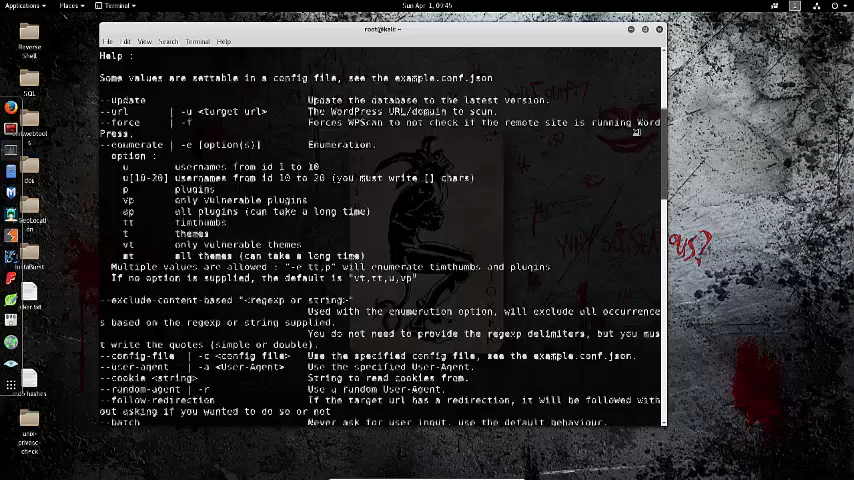 Applications
Places
Terminal
Sun Apr 1, 09:45
1
root@kali: ~
File Edit View Search Terminal Help
Help :
Some values are settable in a config file, see the example.conf.json
--update Update the database to the latest version.
--url | -u <target url> The WordPress URL/domain to scan.
--force | -f Forces WPScan to not check if the remote site is running Word
Press.
--enumerate | -e [option(s)] Enumeration.
option :
u usernames from id 1 to 10
u[10-20] usernames from id 10 to 20 (you must write [] chars)
p plugins
vp only vulnerable plugins
ap all plugins (can take a long time)
tt timthumbs
t themes
vt only vulnerable themes
at all themes (can take a long time)
Multiple values are allowed : "-e tt,p" will enumerate timthumbs and plugins
If no option is supplied, the default is "vt,tt,u,vp"
--exclude-content-based "<regexp or string>"
Used with the enumeration option, will exclude all occurrence
s based on the regexp or string supplied.
You do not need to provide the regexp delimiters, but you mus
t write the quotes (simple or double).
--config-file | -c <config file> Use the specified config file, see the example.conf.json.
--user-agent | -a <User-Agent> Use the specified User-Agent.
--cookie <string> String to read cookies from.
--random-agent | -r Use a random User-Agent.
--follow-redirection If the target url has a redirection, it will be followed with
out asking if you wanted to do so or not
--batch Never ask for user input, use the default behaviour.
Reverse
Shell
SQL
unix-
privesc-
check